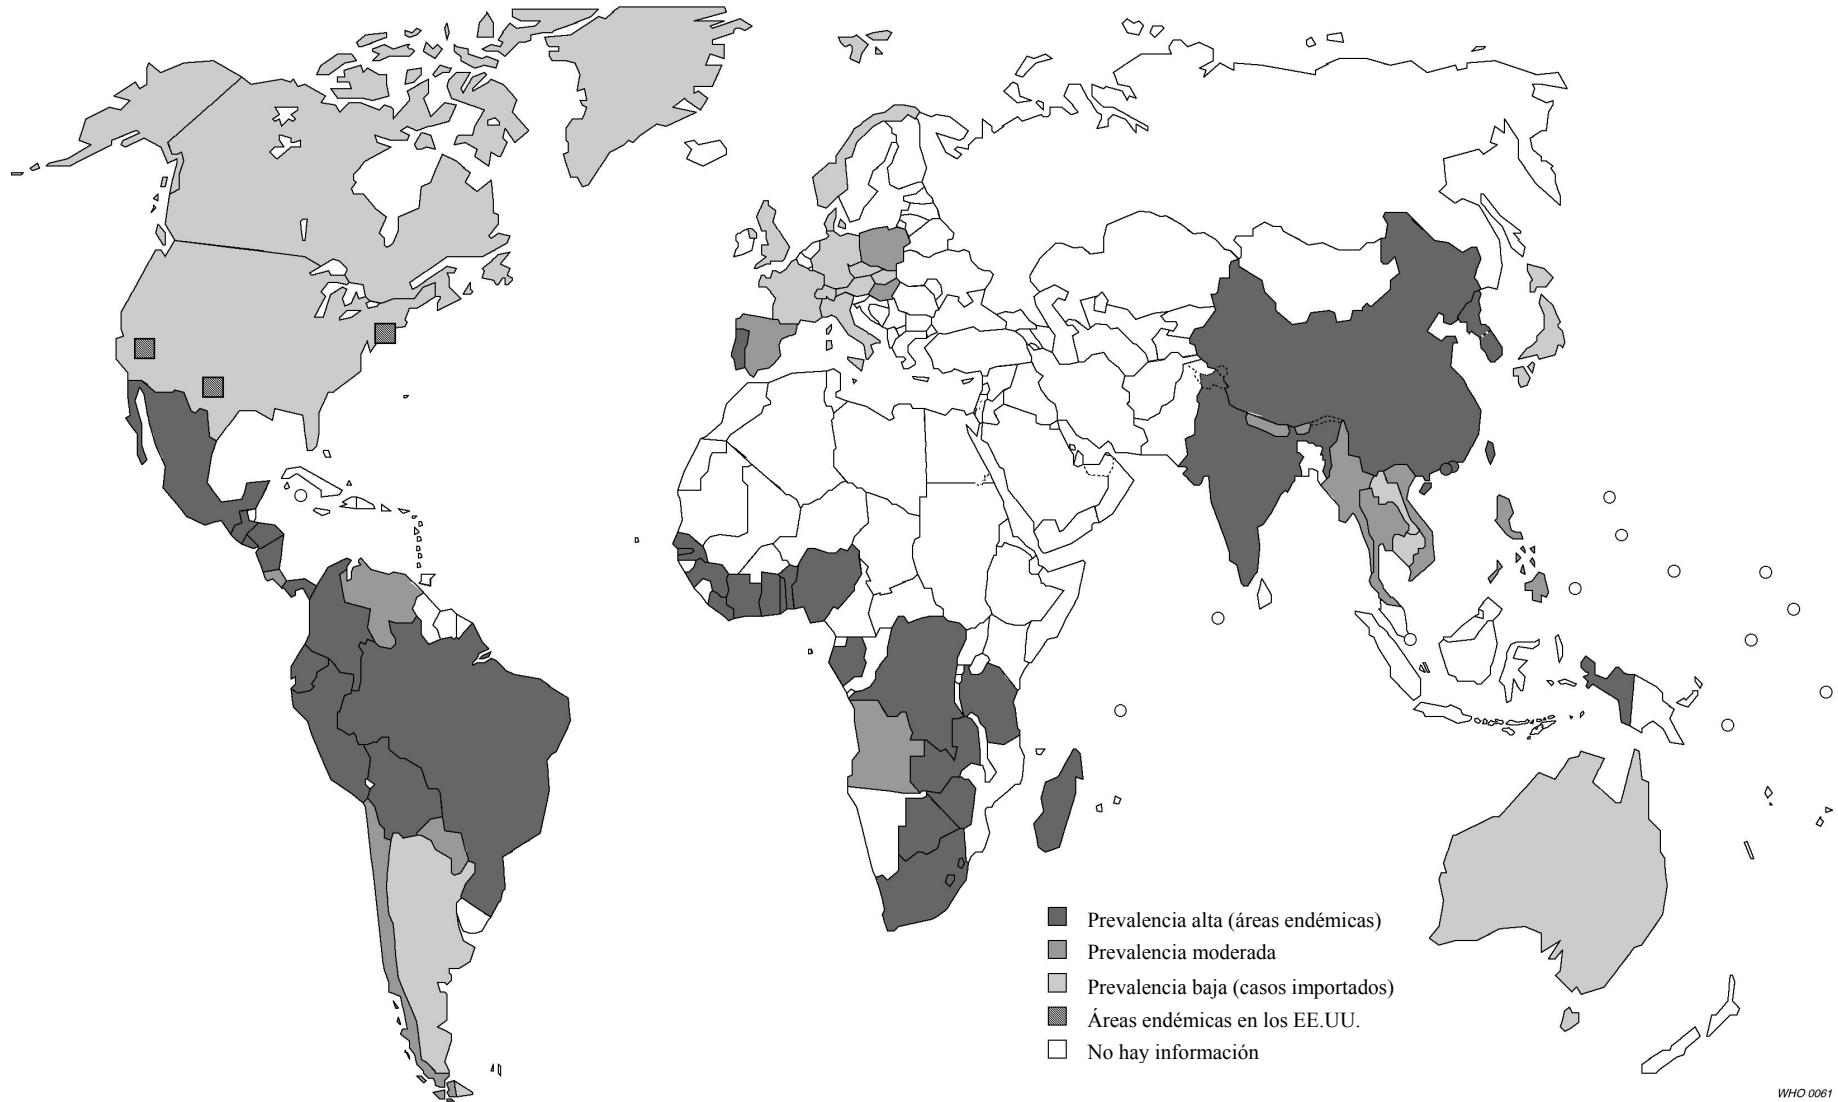 Prevalencia alta (áreas endémicas)
Prevalencia moderada
Prevalencia baja (casos importados)
Áreas endémicas en los EE.UU.
No hay información
WHO 0061